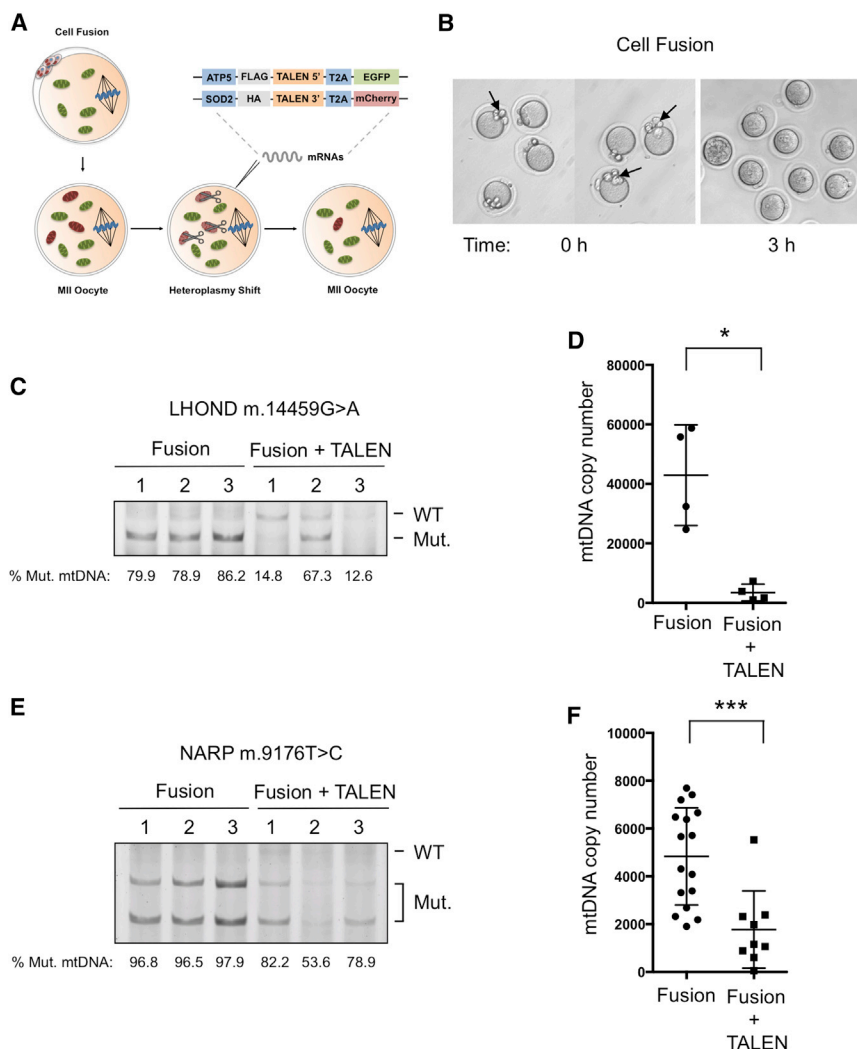 A
Cell Fusion
ATP5 FLAG TALEN 5' T2A EGFP
SOD2 HA TALEN 3' T2A mCherry
mRNAs
MII Oocyte Heteroplasmy Shift MII Oocyte
B
Cell Fusion
Time: 0 h 3 h
C
LHOND m.14459G>A
Fusion Fusion + TALEN
1 2 3 1 2 3
WT
Mut.
% Mut. mtDNA: 79.9 78.9 86.2 14.8 67.3 12.6
D
*
mtDNA copy number
80000
60000
40000
20000
0
Fusion Fusion
+
TALEN
E
NARP m.9176T>C
Fusion Fusion + TALEN
1 2 3 1 2 3
WT
Mut.
% Mut. mtDNA: 96.8 96.5 97.9 82.2 53.6 78.9
F
***
mtDNA copy number
10000
8000
6000
4000
2000
0
Fusion Fusion
+
TALEN